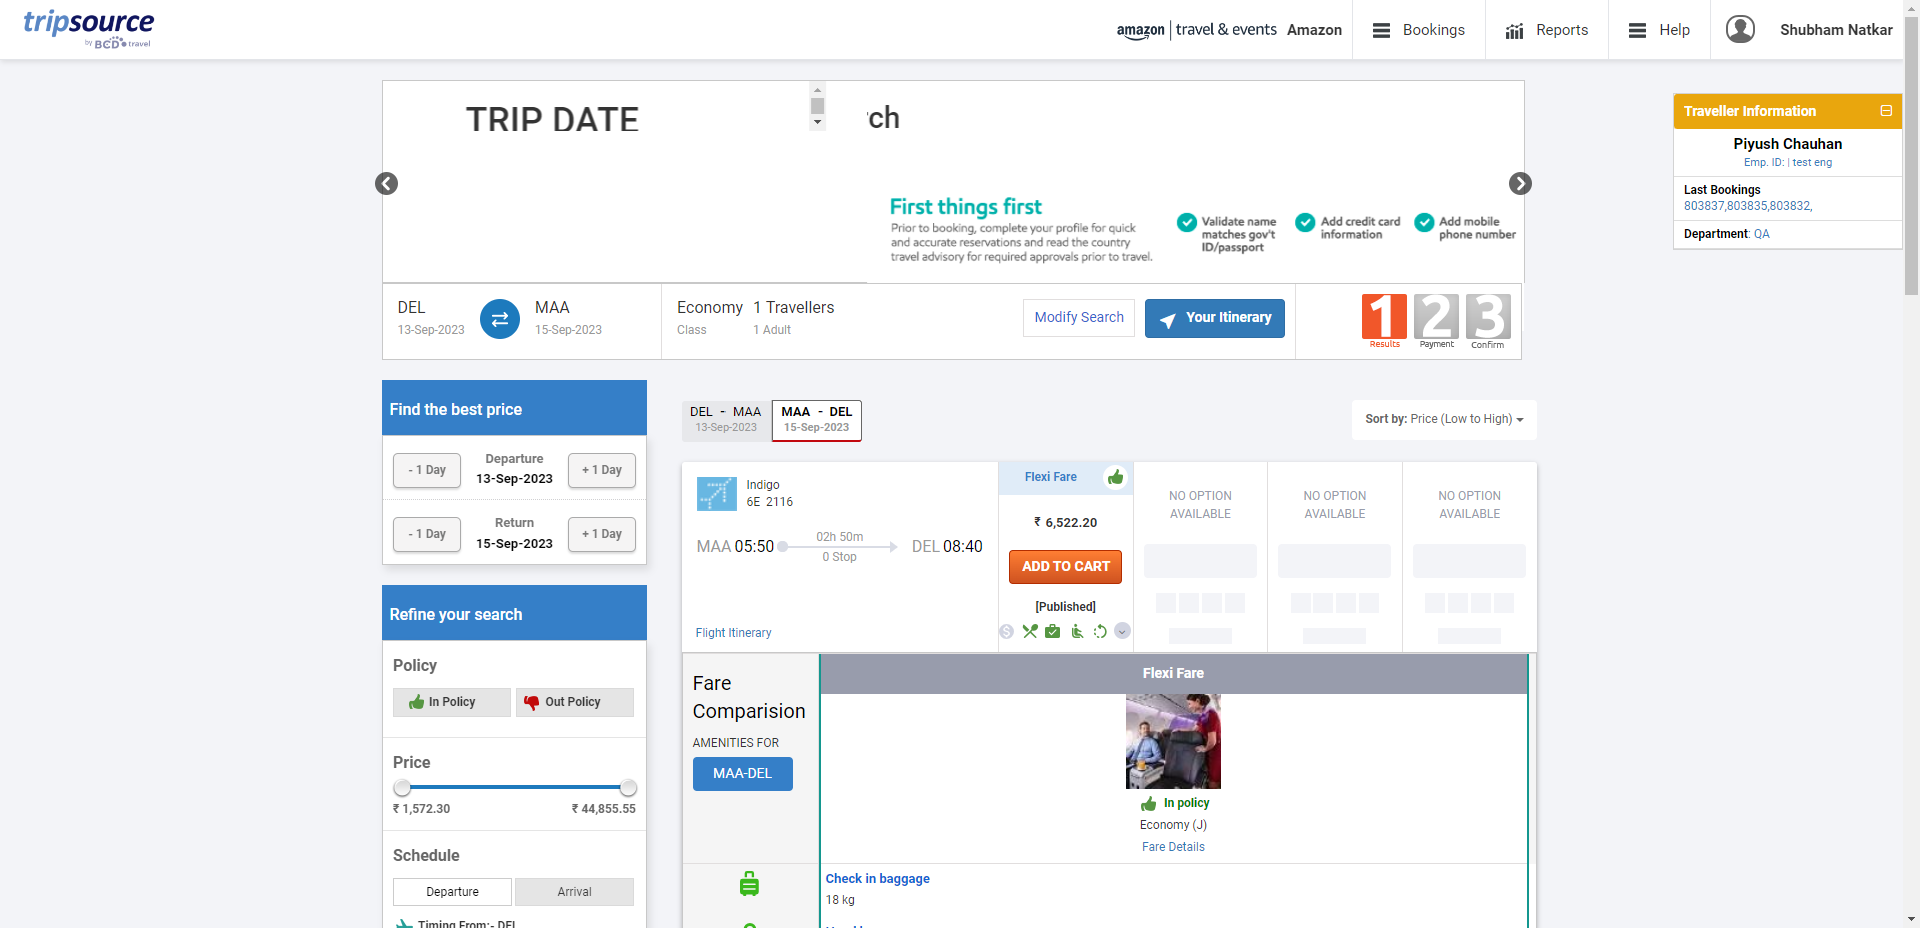 tripsource
by BCD travel
amazon | travel & events Amazon
Bookings
Reports
Help
Shubham Natkar
TRIP DATE
rch
First things first
Prior to booking, complete your profile for quick
and accurate reservations and read the country
travel advisory for required approvals prior to travel.
Validate name
matches gov't
ID/passport
Add credit card
information
Add mobile
phone number
Traveller Information
Piyush Chauhan
Emp. ID: | test eng
Last Bookings
803837,803835,803832,
Department: QA
DEL
13-Sep-2023
MAA
15-Sep-2023
Economy
Class
1 Travellers
1 Adult
Modify Search
Your Itinerary
1
Results
2
Payment
3
Confirm
Find the best price
- 1 Day
Departure
13-Sep-2023
+ 1 Day
- 1 Day
Return
15-Sep-2023
+ 1 Day
Refine your search
Policy
In Policy
Out Policy
Price
₹ 1,572.30
₹ 44,855.55
Schedule
Departure
Arrival
Timing From:- DEL
DEL - MAA
13-Sep-2023
MAA - DEL
15-Sep-2023
Sort by: Price (Low to High)
Indigo
6E 2116
MAA 05:50
02h 50m
0 Stop
DEL 08:40
Flight Itinerary
Flexi Fare
₹ 6,522.20
ADD TO CART
[Published]
NO OPTION
AVAILABLE
NO OPTION
AVAILABLE
NO OPTION
AVAILABLE
Fare
Comparision
AMENITIES FOR
MAA-DEL
Flexi Fare
In policy
Economy (J)
Fare Details
Check in baggage
18 kg